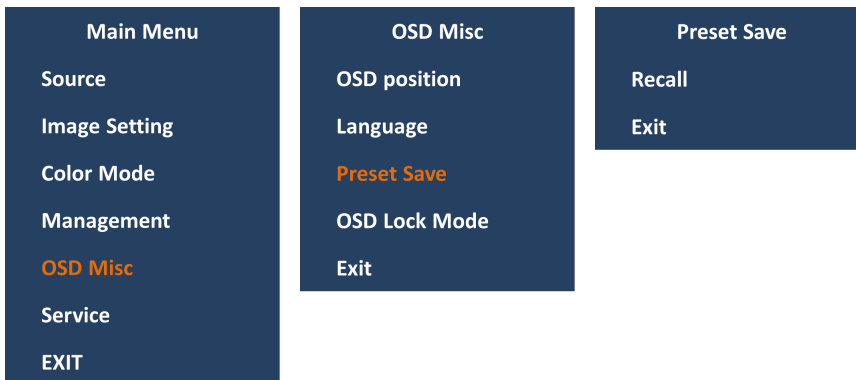 Main Menu
Source
Image Setting
Color Mode
Management
OSD Misc
Service
EXIT
OSD Misc
OSD position
Language
Preset Save
OSD Lock Mode
Exit
Preset Save
Recall
Exit